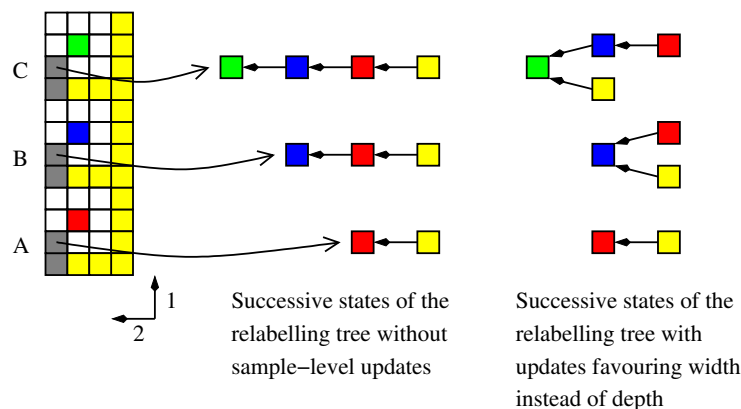 C
B
A
1
2
Successive states of the
relabelling tree without
sample−level updates
Successive states of the
relabelling tree with
updates favouring width
instead of depth